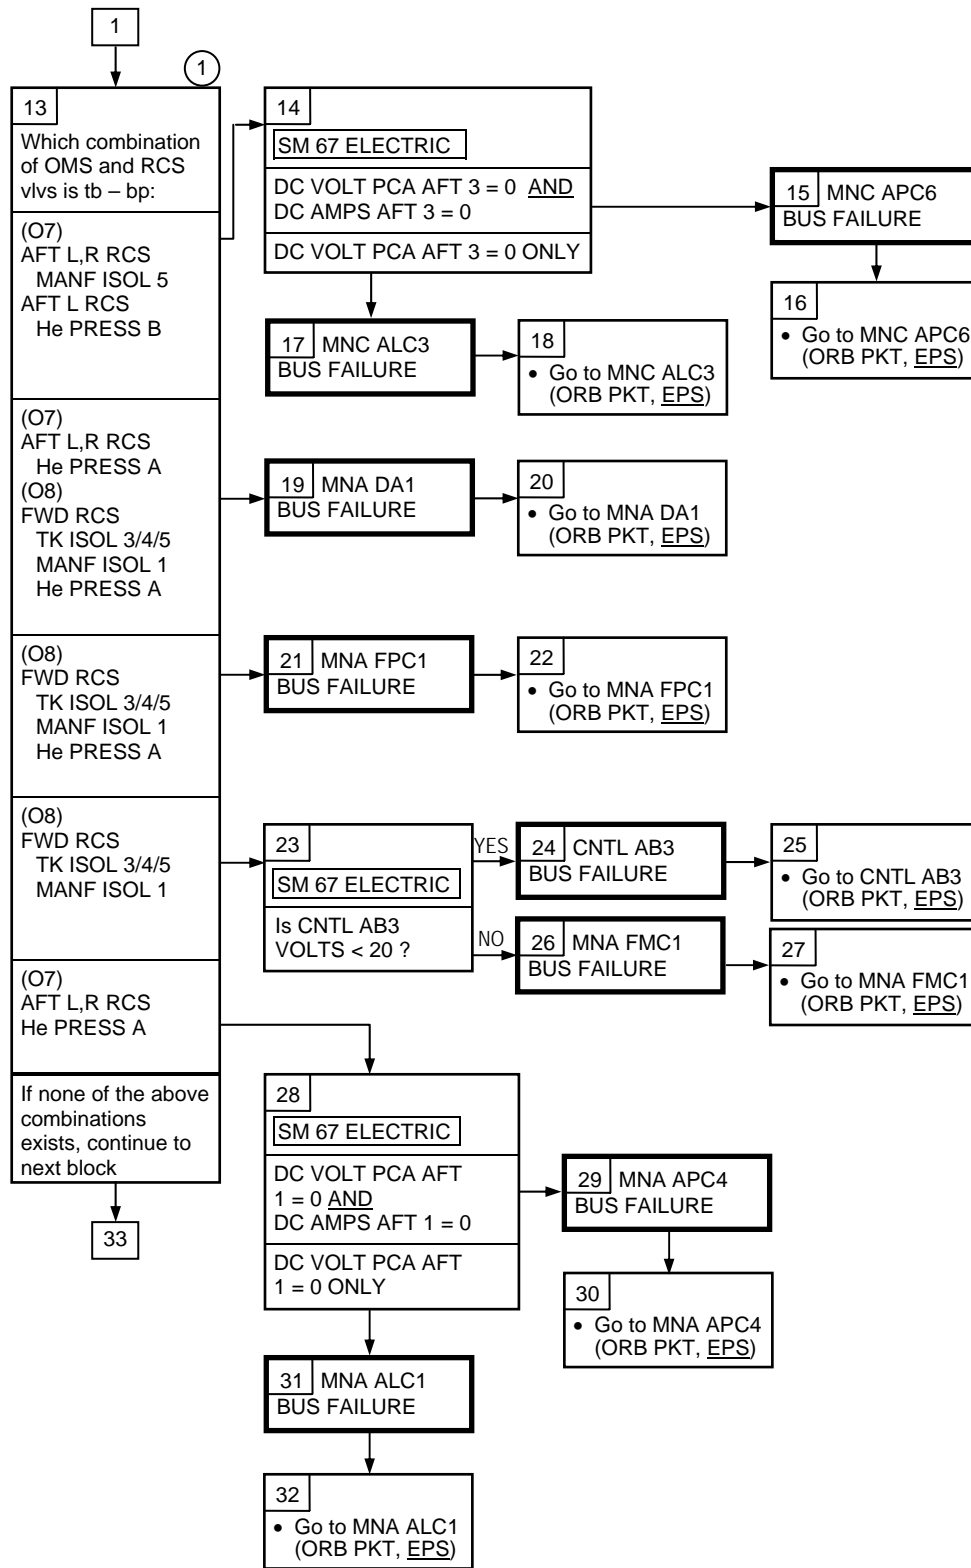 1
1
13
Which combination
of OMS and RCS
vlvs is tb – bp:
(O7)
AFT L,R RCS
MANF ISOL 5
AFT L RCS
He PRESS B
(O7)
AFT L,R RCS
He PRESS A
(O8)
FWD RCS
TK ISOL 3/4/5
MANF ISOL 1
He PRESS A
(O8)
FWD RCS
TK ISOL 3/4/5
MANF ISOL 1
He PRESS A
(O8)
FWD RCS
TK ISOL 3/4/5
MANF ISOL 1
(O7)
AFT L,R RCS
He PRESS A
If none of the above
combinations
exists, continue to
next block
33
14
SM 67 ELECTRIC
DC VOLT PCA AFT 3 = 0 AND
DC AMPS AFT 3 = 0
DC VOLT PCA AFT 3 = 0 ONLY
15 MNC APC6
BUS FAILURE
16
• Go to MNC APC6
(ORB PKT, EPS)
17 MNC ALC3
BUS FAILURE
18
• Go to MNC ALC3
(ORB PKT, EPS)
19 MNA DA1
BUS FAILURE
20
• Go to MNA DA1
(ORB PKT, EPS)
21 MNA FPC1
BUS FAILURE
22
• Go to MNA FPC1
(ORB PKT, EPS)
23
SM 67 ELECTRIC
Is CNTL AB3
VOLTS < 20 ?
YES
24 CNTL AB3
BUS FAILURE
25
• Go to CNTL AB3
(ORB PKT, EPS)
NO
26 MNA FMC1
BUS FAILURE
27
• Go to MNA FMC1
(ORB PKT, EPS)
28
SM 67 ELECTRIC
DC VOLT PCA AFT
1 = 0 AND
DC AMPS AFT 1 = 0
DC VOLT PCA AFT
1 = 0 ONLY
29 MNA APC4
BUS FAILURE
30
• Go to MNA APC4
(ORB PKT, EPS)
31 MNA ALC1
BUS FAILURE
32
• Go to MNA ALC1
(ORB PKT, EPS)